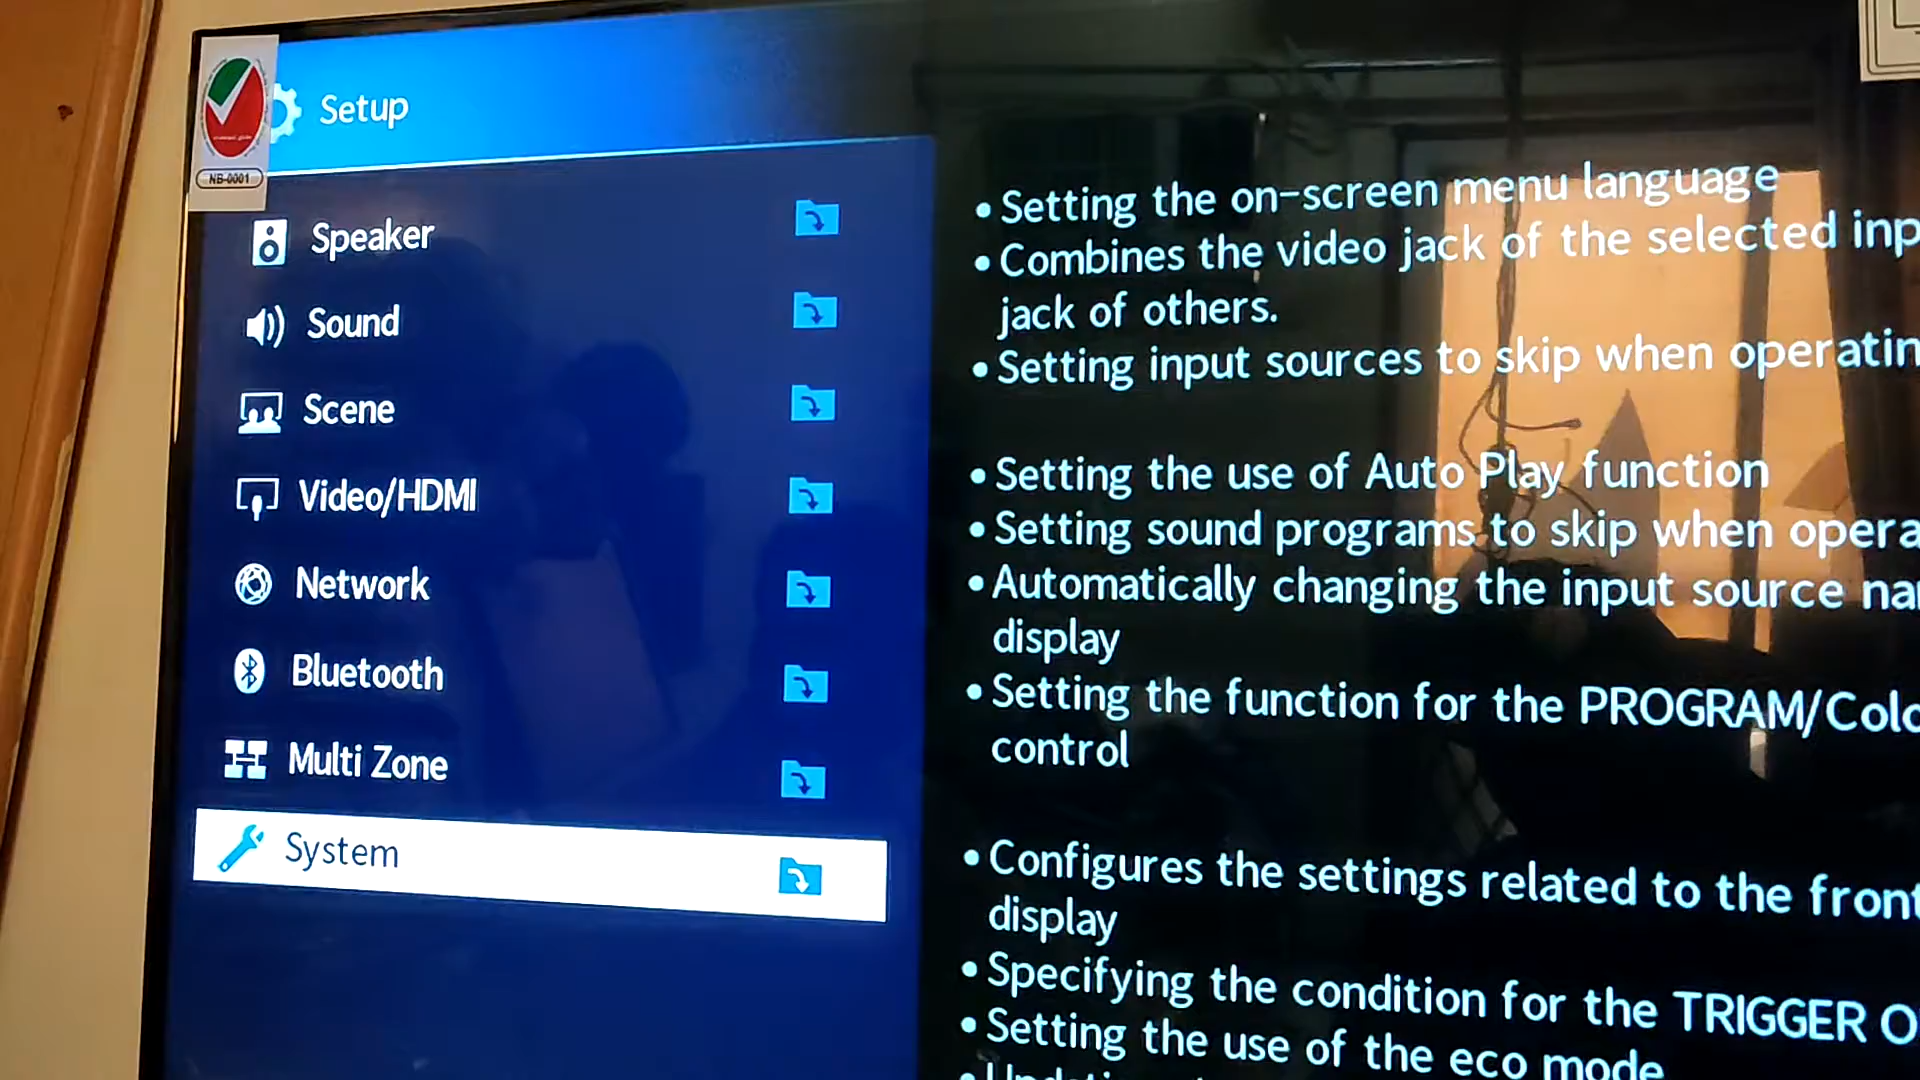 Setup
NB-0001
Speaker
Sound
Scene
Video/HDMI
Network
Bluetooth
Multi Zone
System
• Setting the on-screen menu language
• Combines the video jack of the selected inp
jack of others.
• Setting input sources to skip when operatin
• Setting the use of Auto Play function
• Setting sound programs to skip when opera
• Automatically changing the input source na
display
• Setting the function for the PROGRAM/Colo
control
• Configures the settings related to the front
display
• Specifying the condition for the TRIGGER O
• Setting the use of the eco mode